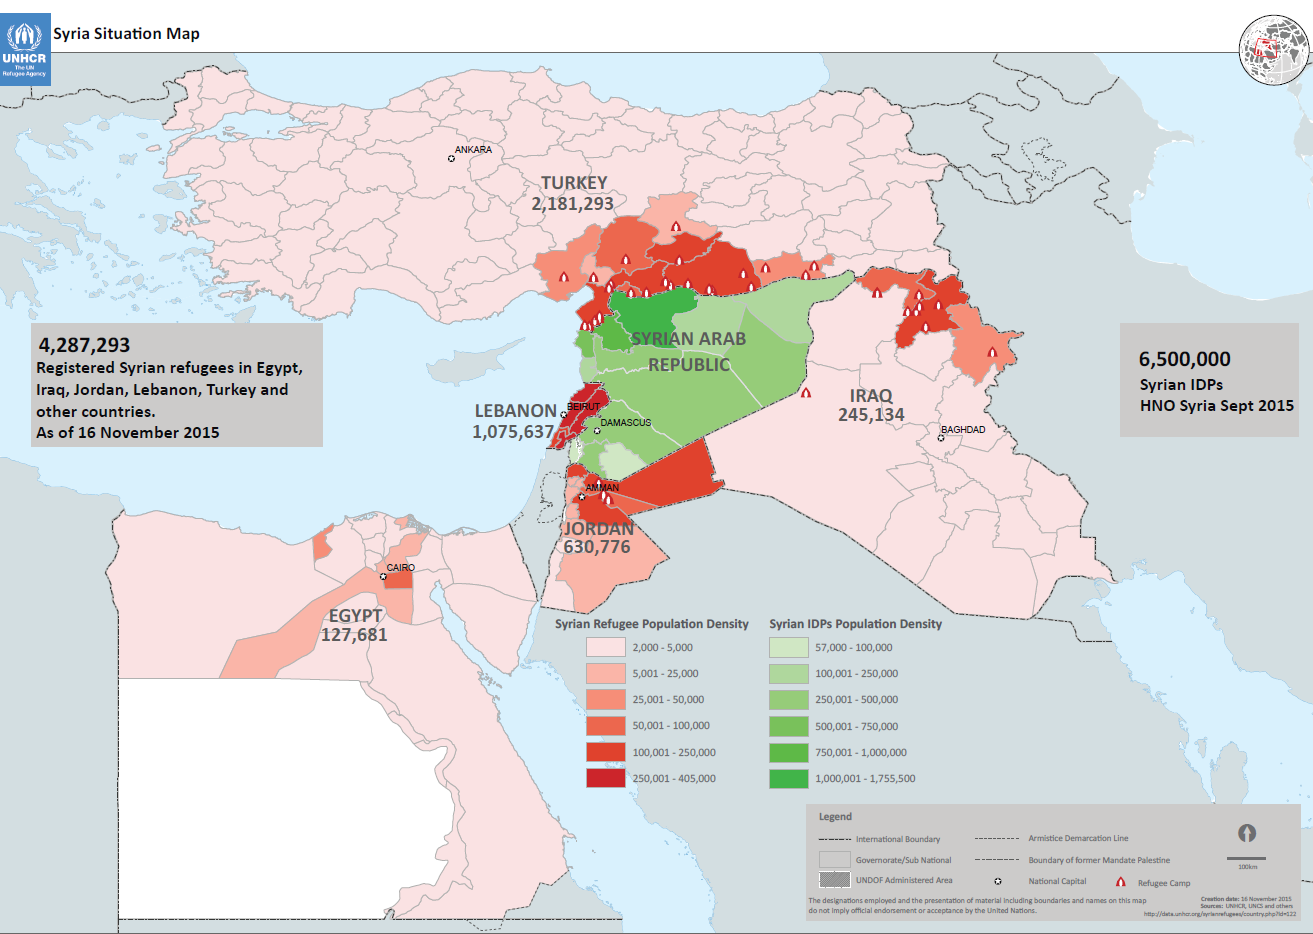 UNHCR
The UN
Refugee Agency
Syria Situation Map
ANKARA
TURKEY
2,181,293
4,287,293
Registered Syrian refugees in Egypt,
Iraq, Jordan, Lebanon, Turkey and
other countries.
As of 16 November 2015
SYRIAN ARAB
REPUBLIC
6,500,000
Syrian IDPs
HNO Syria Sept 2015
LEBANON
1,075,637
BEIRUT
DAMASCUS
IRAQ
245,134
BAGHDAD
AMMAN
JORDAN
630,776
CAIRO
EGYPT
127,681
Syrian Refugee Population Density
2,000 - 5,000
5,001 - 25,000
25,001 - 50,000
50,001 - 100,000
100,001 - 250,000
250,001 - 405,000
Syrian IDPs Population Density
57,000 - 100,000
100,001 - 250,000
250,001 - 500,000
500,001 - 750,000
750,001 - 1,000,000
1,000,001 - 1,755,500
Legend
International Boundary
Governorate/Sub National
UNDOF Administered Area
Armistice Demarcation Line
Boundary of former Mandate Palestine
National Capital
Refugee Camp
100km
The designations employed and the presentation of material including boundaries and names on this map
do not imply official endorsement or acceptance by the United Nations.
Creation date: 16 November 2015
Sources: UNHCR, UNCS and others
http://data.unhcr.org/syrianrefugees/country.php?id=122